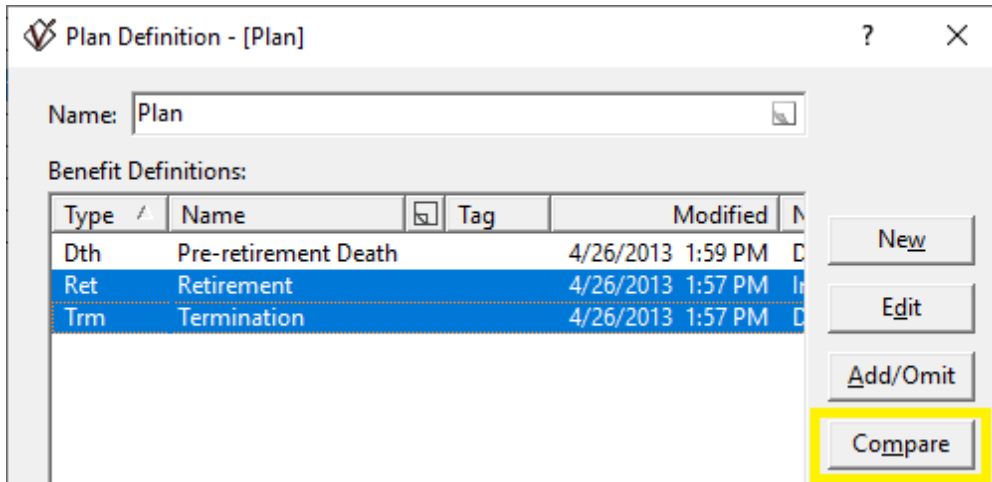 Plan Definition - [Plan] ?
Name: Plan
Benefit Definitions:
Type Name Tag Modified N
Dth Pre-retirement Death 4/26/2013 1:59 PM D
Ret Retirement 4/26/2013 1:57 PM Ir
Trm Termination 4/26/2013 1:57 PM D
New
Edit
Add/Omit
Compare